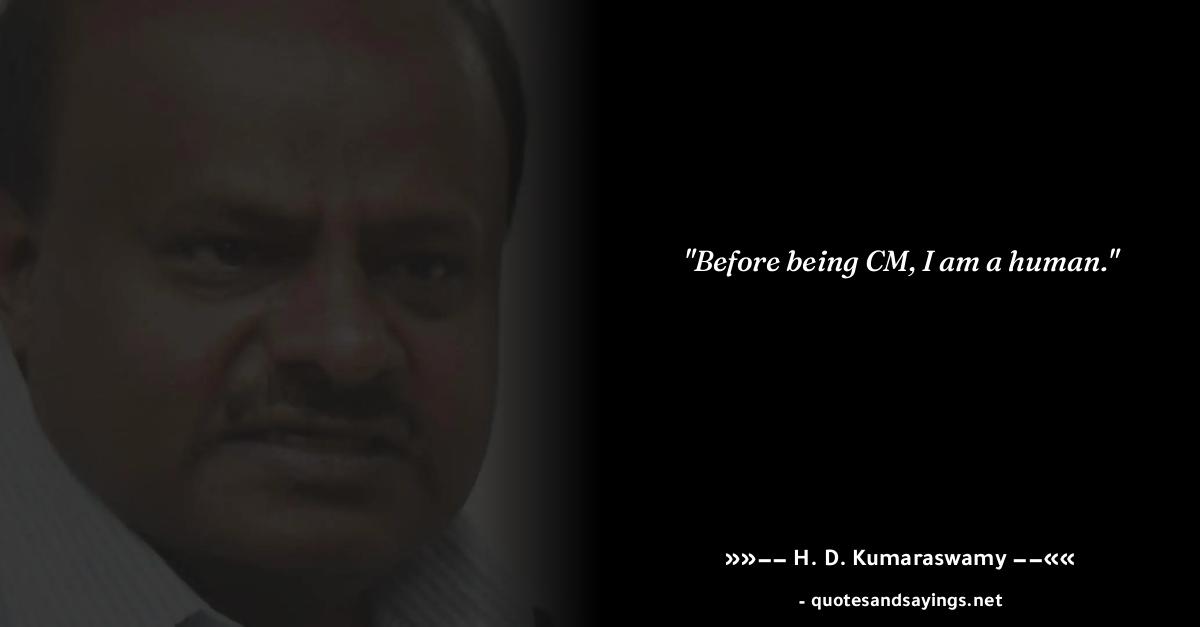 "Before being CM, I am a human."
»»–– H. D. Kumaraswamy ––««
- quotesandsayings.net